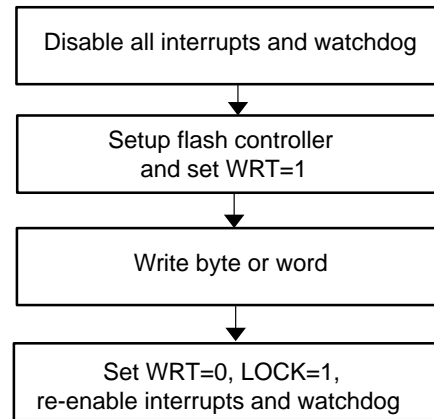 Disable all interrupts and watchdog
Setup flash controller
and set WRT=1
Write byte or word
Set WRT=0, LOCK=1,
re-enable interrupts and watchdog